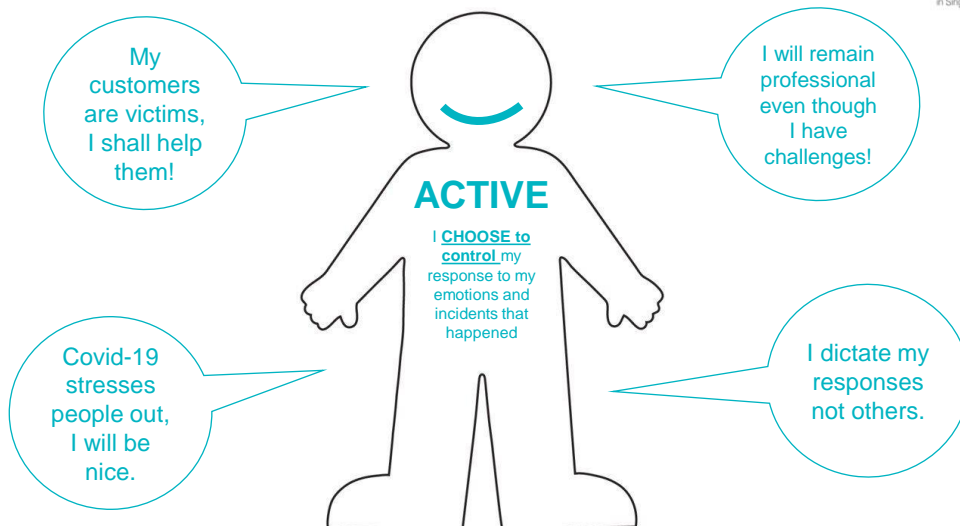 My
customers
are victims,
I shall help
them!
I will remain
professional
even though
I have
challenges!
ACTIVE
I CHOOSE to
control my
response to my
emotions and
incidents that
happened
Covid-19
stresses
people out,
I will be
nice.
I dictate my
responses
not others.